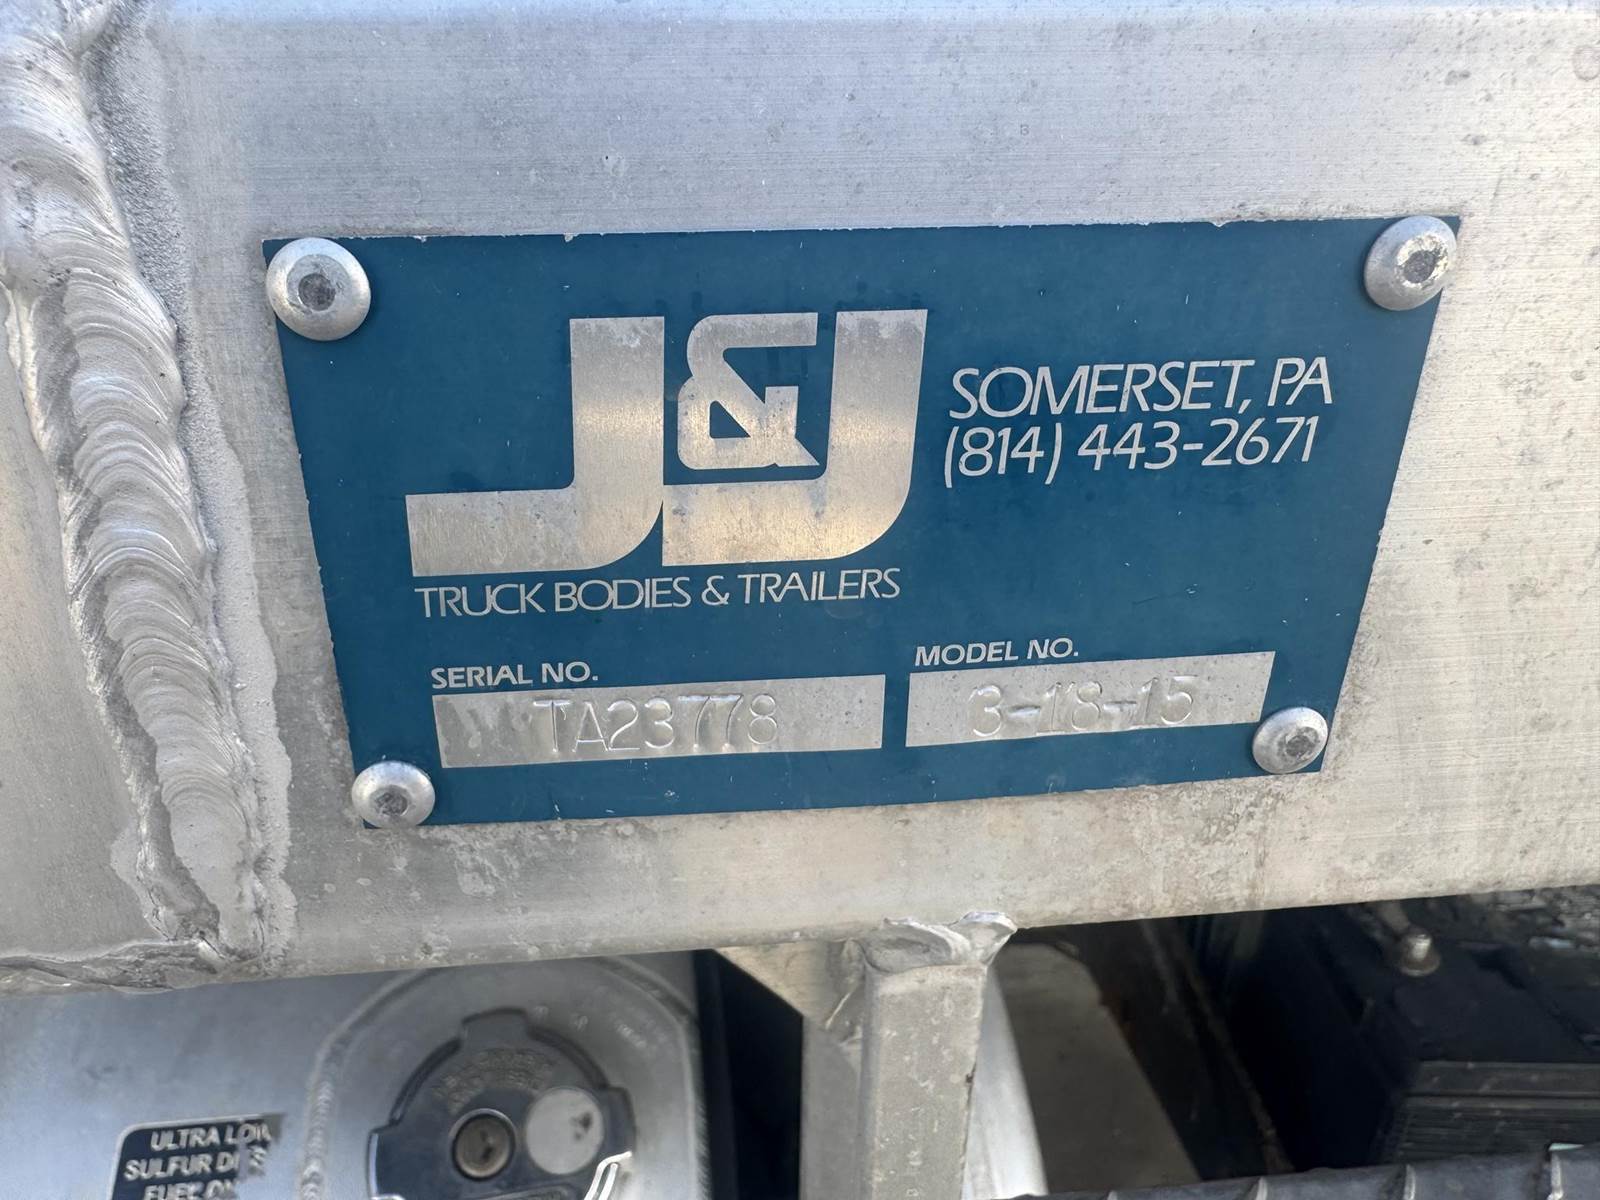 J&J
SOMERSET, PA
(814) 443-2671
TRUCK BODIES & TRAILERS
SERIAL NO.
TA23778
MODEL NO.
3-18-15
ULTRA LOW
SULFUR